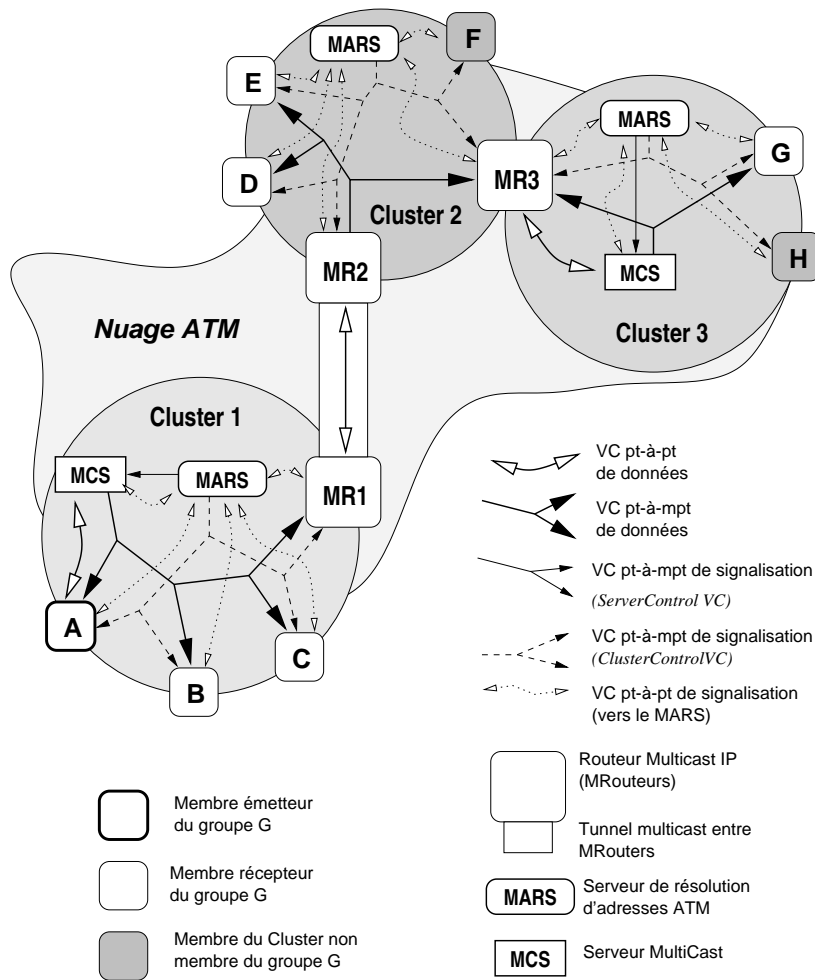 MARS
F
E
MARS
G
D
MR3
Cluster 2
MR2
MCS
H
Nuage ATM
Cluster 3
Cluster 1
MCS
MARS
MR1
A
C
B
VC pt-à-pt
de données
VC pt-à-mpt
de données
VC pt-à-mpt de signalisation
(ServerControl VC)
VC pt-à-mpt de signalisation
(ClusterControlVC)
VC pt-à-pt de signalisation
(vers le MARS)
Membre émetteur
du groupe G
Membre récepteur
du groupe G
Membre du Cluster non
membre du groupe G
Routeur Multicast IP
(MRouteurs)
Tunnel multicast entre
MRouters
MARS
Serveur de résolution
d'adresses ATM
MCS
Serveur MultiCast